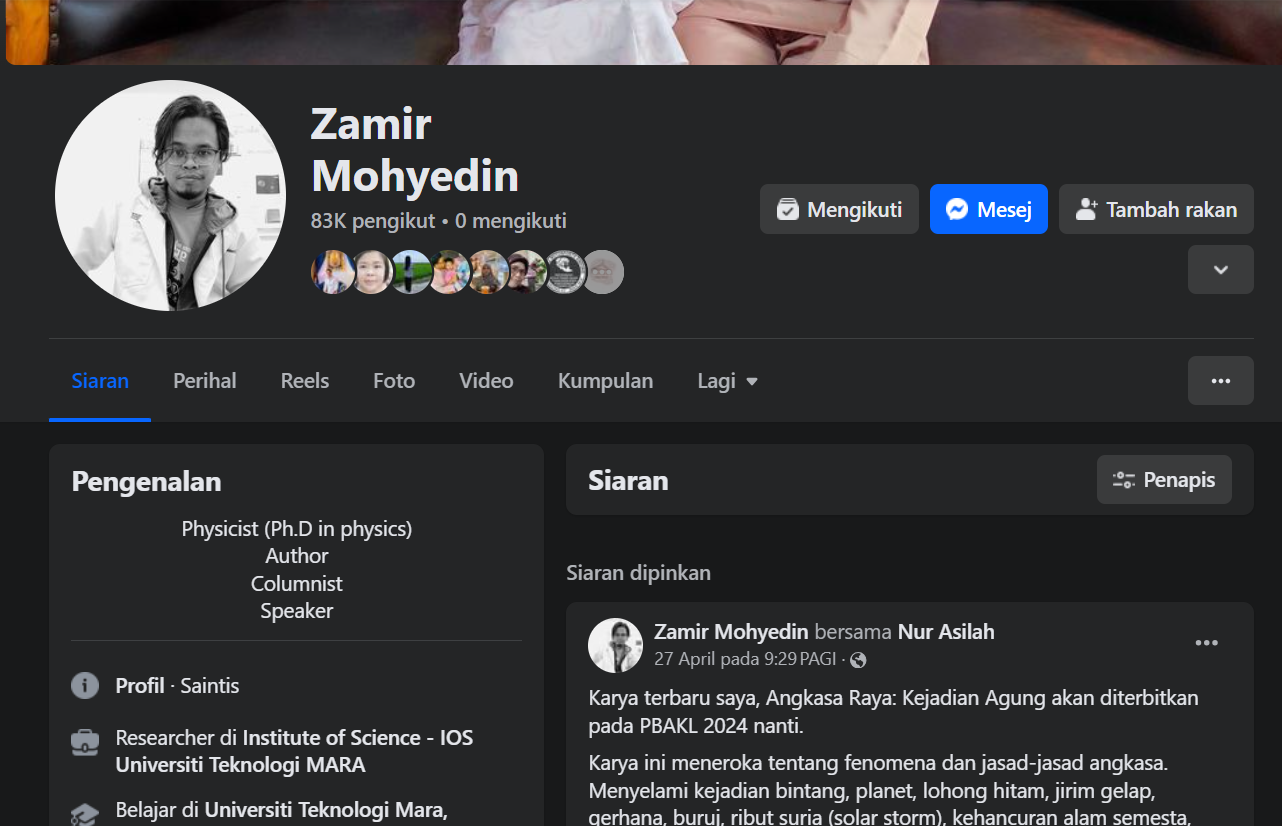 Zamir
Mohyedin
83K pengikut • 0 mengikuti
Mengikuti
Mesej
Tambah rakan
Siaran
Perihal
Reels
Foto
Video
Kumpulan
Lagi
Pengenalan
Physicist (Ph.D in physics)
Author
Columnist
Speaker
Profil · Saintis
Researcher di Institute of Science - IOS
Universiti Teknologi MARA
Belajar di Universiti Teknologi Mara,
Siaran
Penapis
Siaran dipinkan
Zamir Mohyedin bersama Nur Asilah
27 April pada 9:29 PAGI ·
Karya terbaru saya, Angkasa Raya: Kejadian Agung akan diterbitkan
pada PBAKL 2024 nanti.
Karya ini meneroka tentang fenomena dan jasad-jasad angkasa.
Menyelami kejadian bintang, planet, lohong hitam, jirim gelap,
gerhana, buruj, ribut suria (solar storm), kehancuran alam semesta,